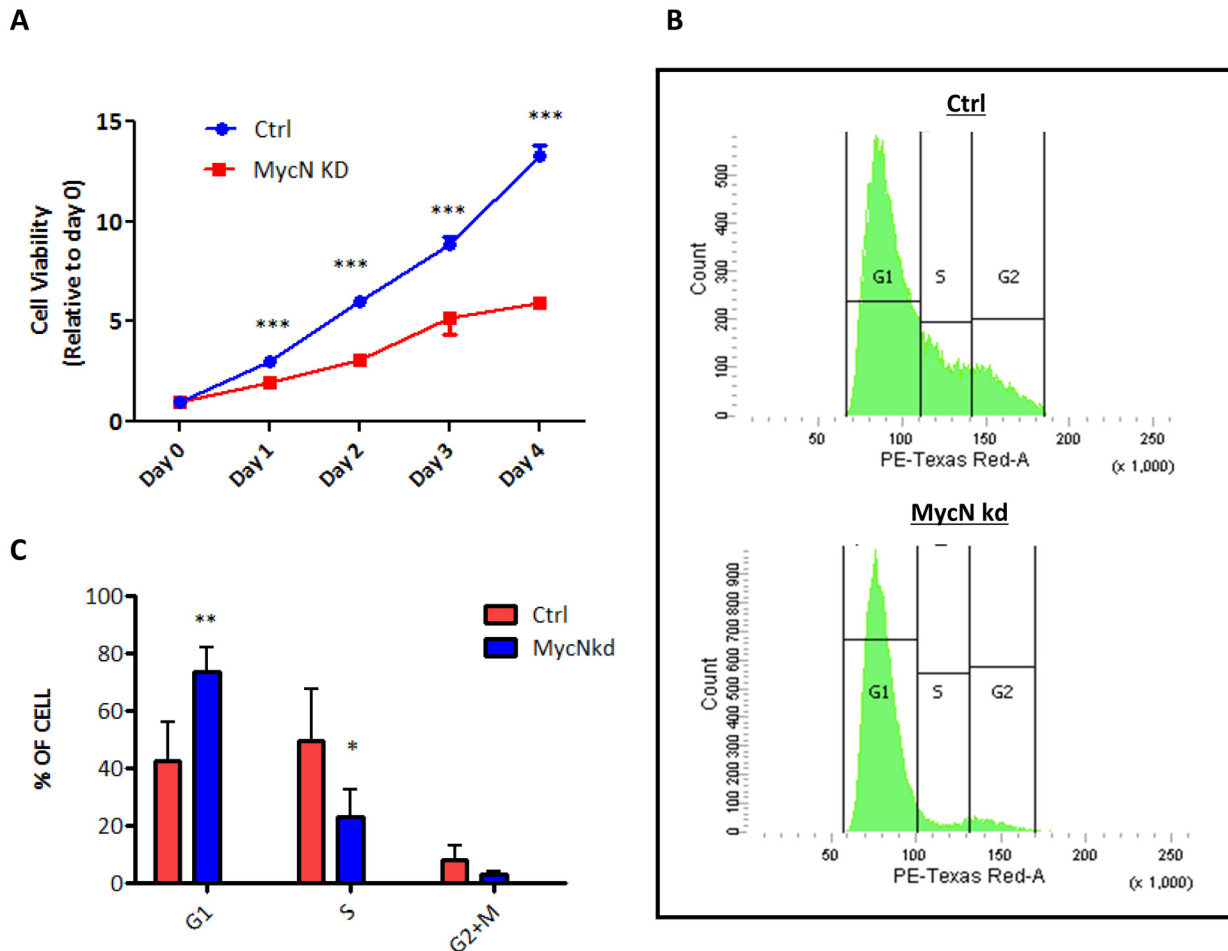 A
Cell Viability
(Relative to day 0)
15
10
5
0
Ctrl
MycN KD
***
***
***
***
Day 0
Day 1
Day 2
Day 3
Day 4
B
Ctrl
Count
500
400
300
200
100
0
G1
S
G2
50
100
150
200
250
PE-Texas Red-A
(x 1,000)
MycN kd
Count
900
800
700
600
500
400
300
200
100
0
G1
S
G2
50
100
150
200
250
PE-Texas Red-A
(x 1,000)
C
% OF CELL
100
80
60
40
20
0
Ctrl
MycNkd
**
*
G1
S
G2+M